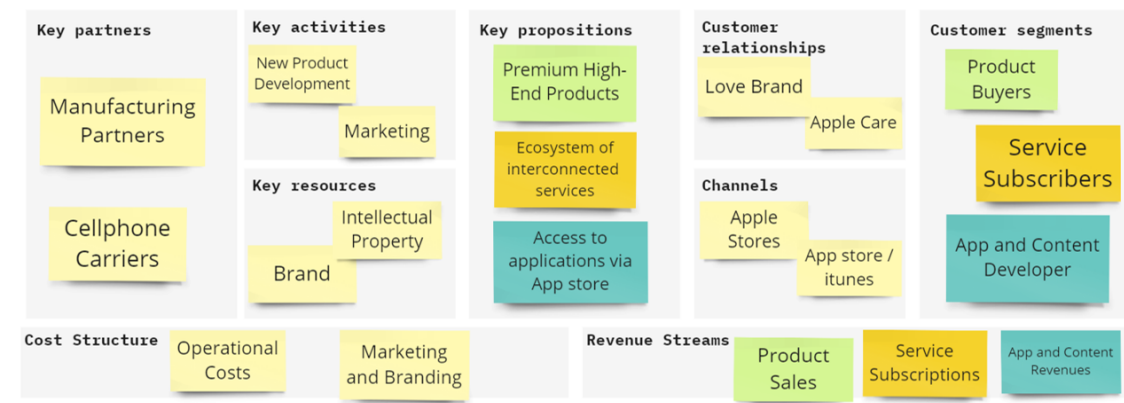 Key partners
Manufacturing
Partners
Cellphone
Carriers
Key activities
New Product
Development
Marketing
Key resources
Intellectual
Property
Brand
Key propositions
Premium High-
End Products
Ecosystem of
interconnected
services
Access to
applications via
App store
Customer
relationships
Love Brand
Apple Care
Channels
Apple
Stores
App store /
itunes
Customer segments
Product
Buyers
Service
Subscribers
App and Content
Developer
Cost Structure
Operational
Costs
Marketing
and Branding
Revenue Streams
Product
Sales
Service
Subscriptions
App and Content
Revenues